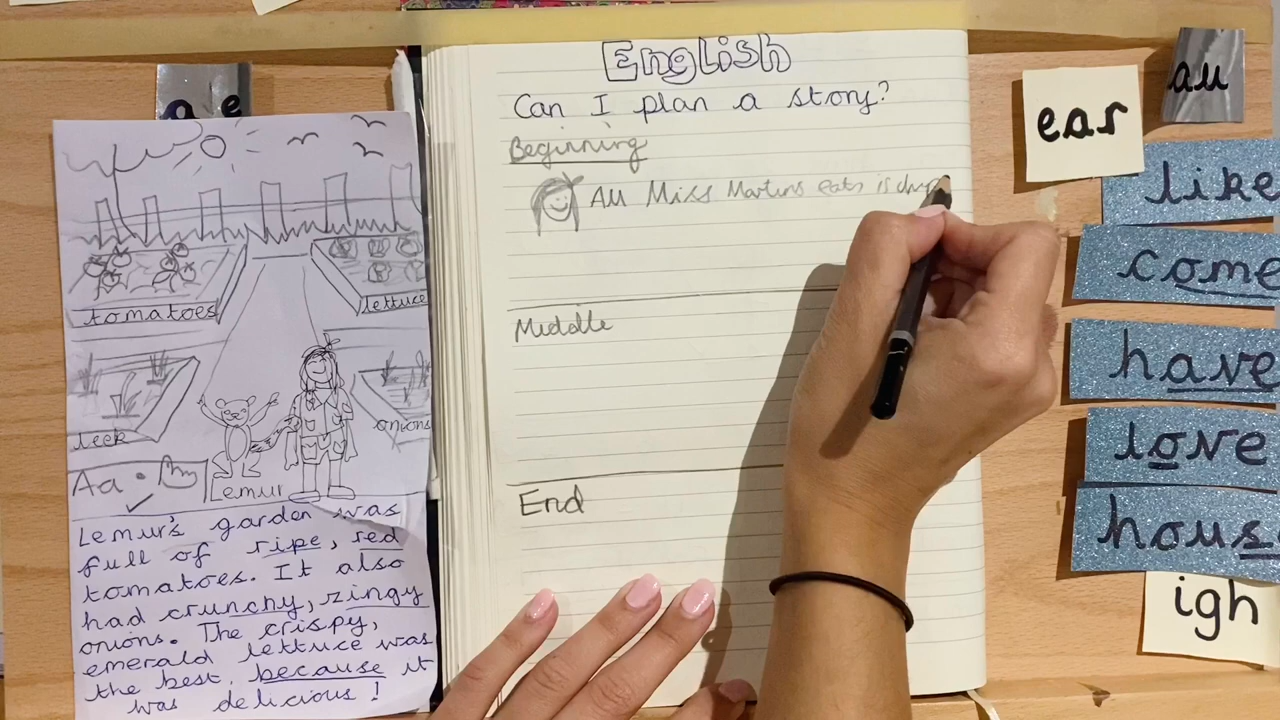 a e
tomatoes
lettuce
leek
onions
Aa.
Lemur
Lemur's garden was
full of ripe, red
tomatoes. It also
had crunchy, zingy
onions. The crispy,
emerald lettuce was
the best, because it
was delicious!
English
Can I plan a story?
Beginning
All Miss Martins eats is
Middle
End
ear
au
like
come
have
love
house
igh